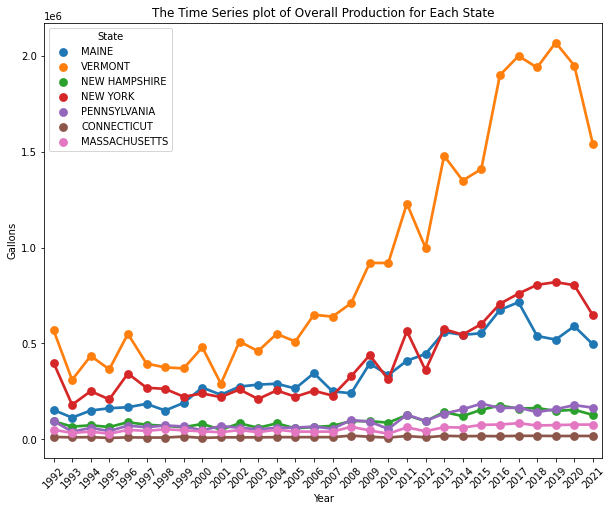 The Time Series plot of Overall Production for Each State
1e6
State
MAINE
VERMONT
NEW HAMPSHIRE
NEW YORK
PENNSYLVANIA
CONNECTICUT
MASSACHUSETTS
2.0
1.5
1.0
0.5
0.0
Gallons
1992 1993 1994 1995 1996 1997 1998 1999 2000 2001 2002 2003 2004 2005 2006 2007 2008 2009 2010 2011 2012 2013 2014 2015 2016 2017 2018 2019 2020 2021
Year